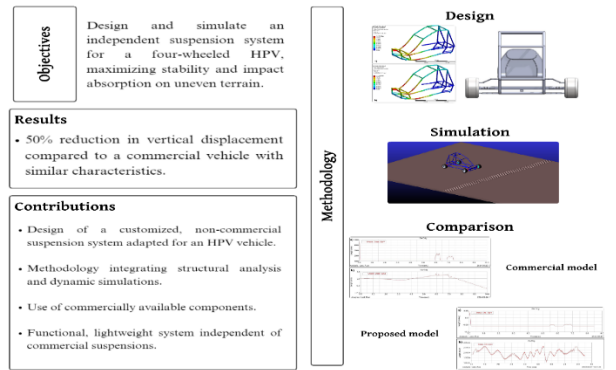 Objectives
Design and simulate an
independent suspension system
for a four-wheeled HPV,
maximizing stability and impact
absorption on uneven terrain.
Results
• 50% reduction in vertical displacement
compared to a commercial vehicle with
similar characteristics.
Contributions
• Design of a customized, non-commercial
suspension system adapted for an HPV vehicle.
• Methodology integrating structural analysis
and dynamic simulations.
• Use of commercially available components.
• Functional, lightweight system independent of
commercial suspensions.
Methodology
Design
Simulation
Comparison
Commercial model
Proposed model